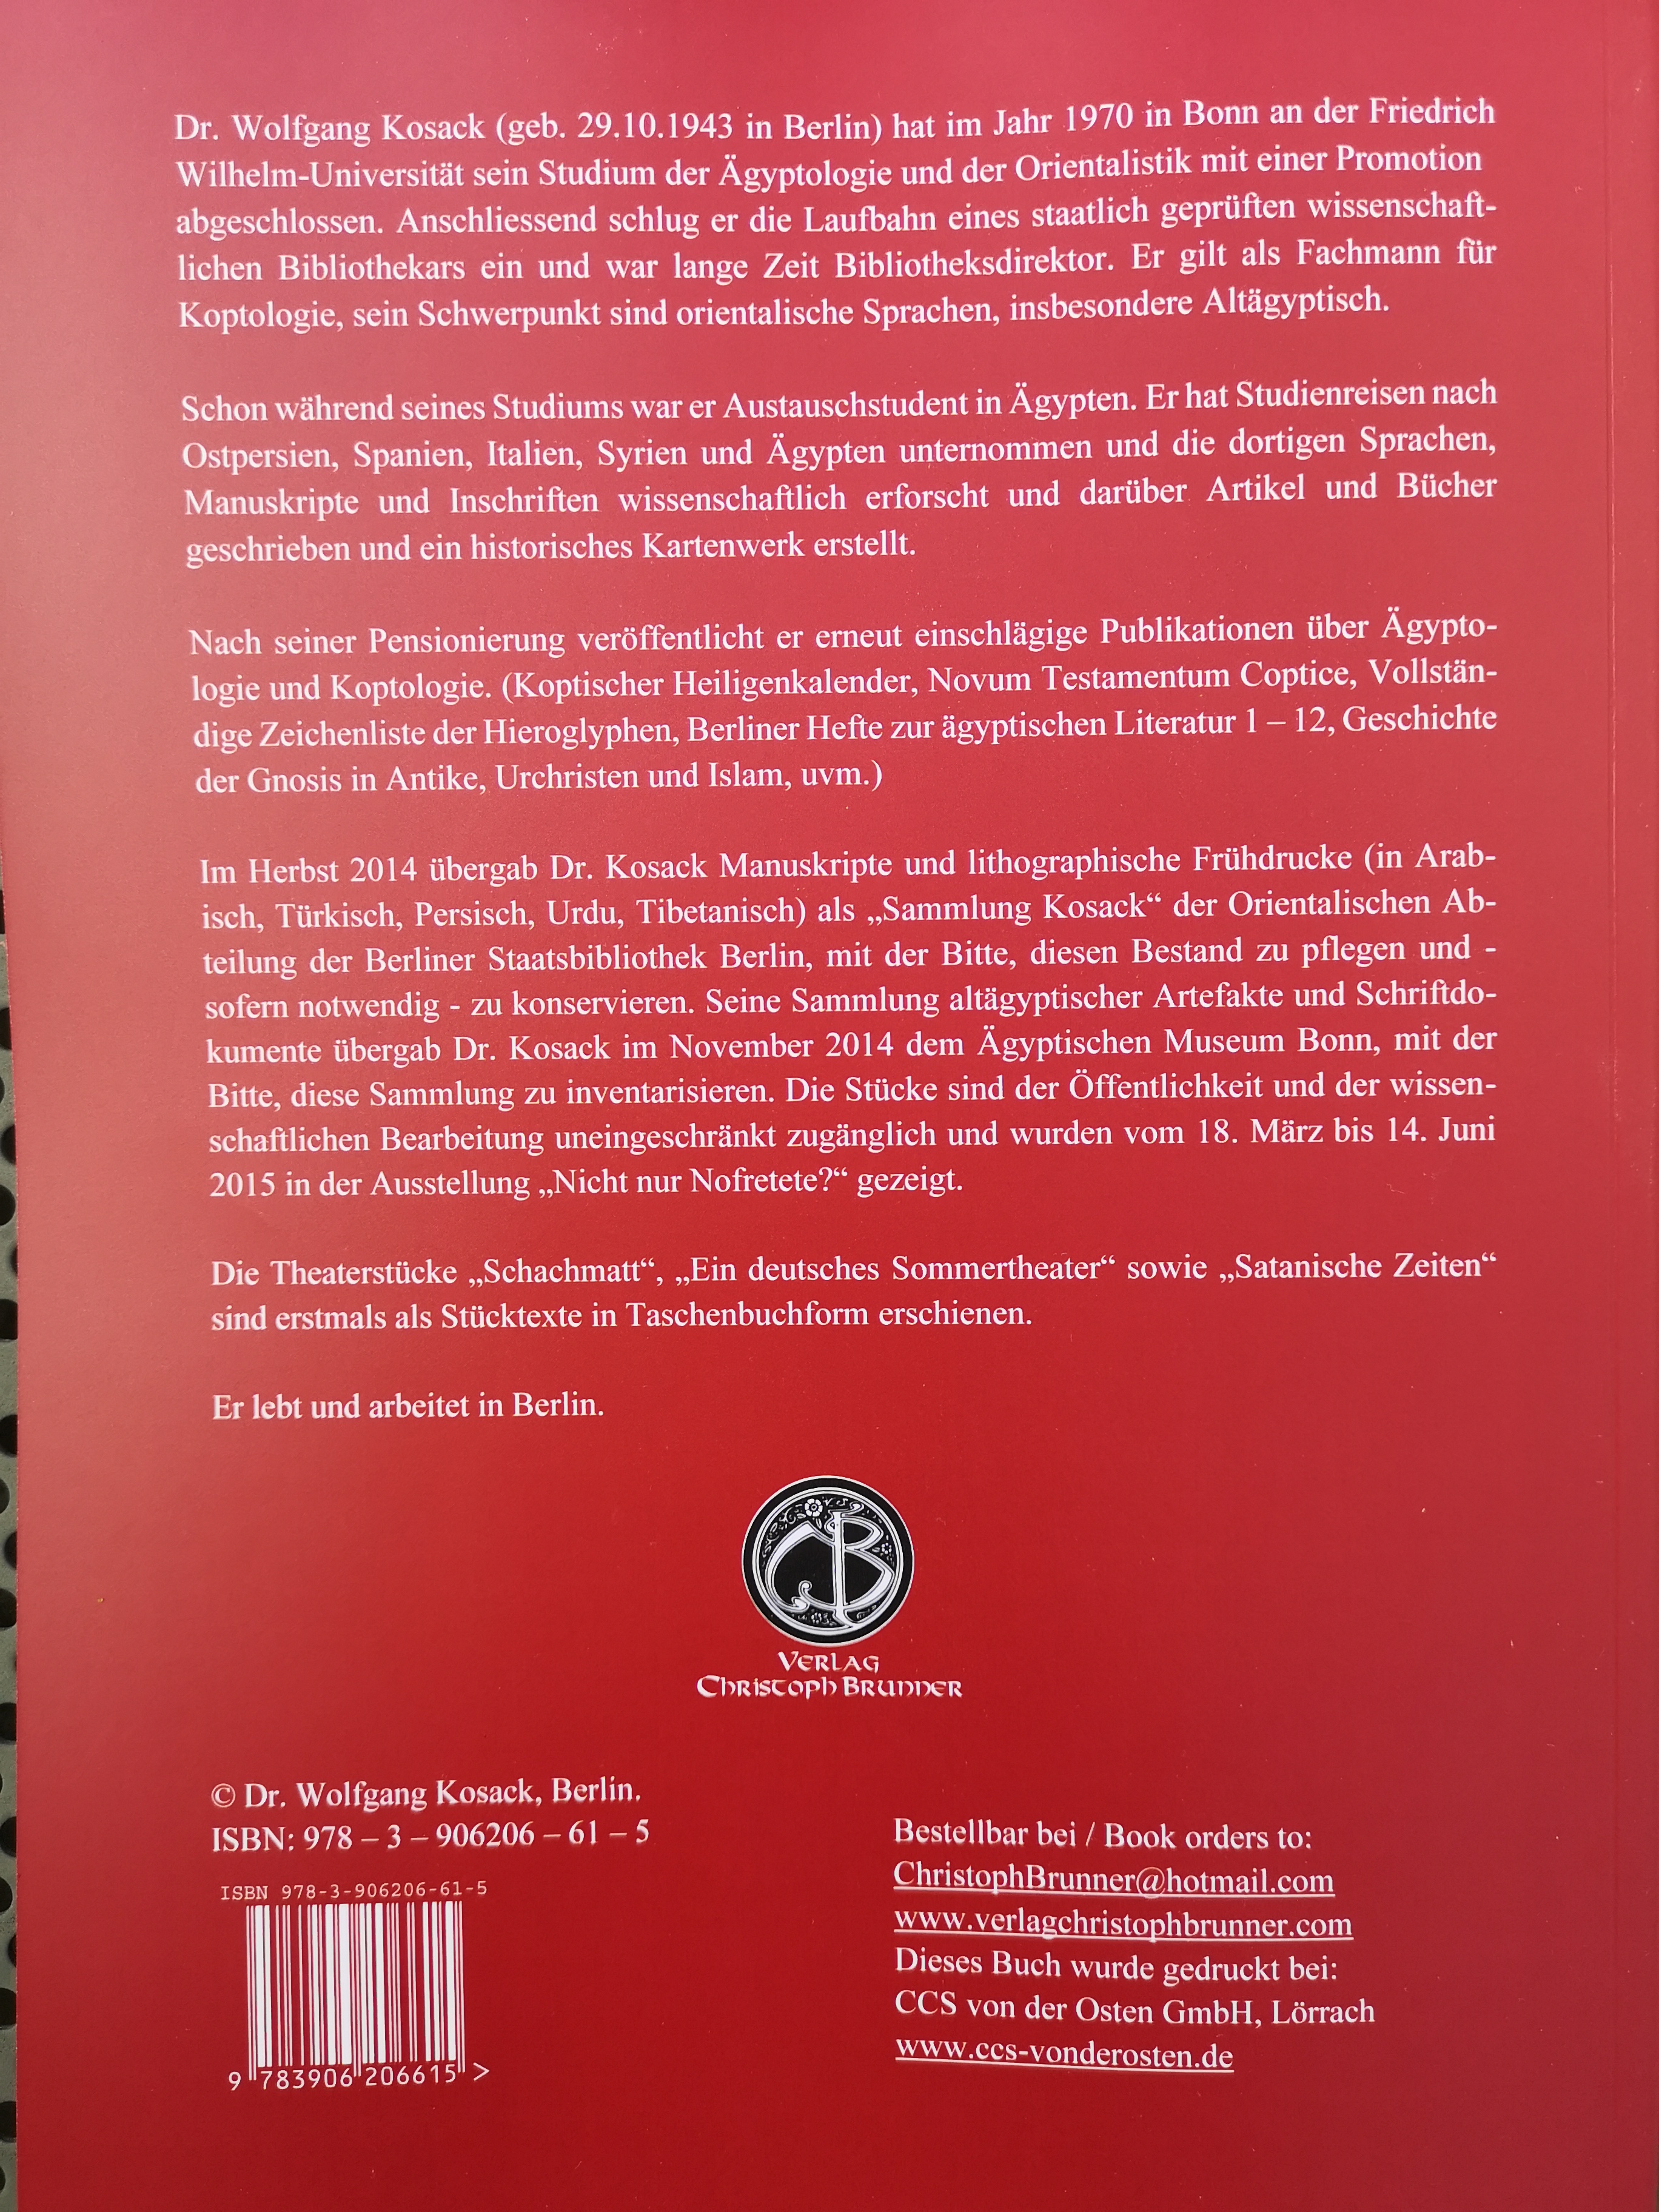 Dr. Wolfgang Kosack (geb. 29.10.1943 in Berlin) hat im Jahr 1970 in Bonn an der Friedrich
Wilhelm-Universität sein Studium der Ägyptologie und der Orientalistik mit einer Promotion
abgeschlossen. Anschliessend schlug er die Laufbahn eines staatlich geprüften wissenschaft-
lichen Bibliothekars ein und war lange Zeit Bibliotheksdirektor. Er gilt als Fachmann für
Koptologie, sein Schwerpunkt sind orientalische Sprachen, insbesondere Altägyptisch.
Schon während seines Studiums war er Austauschstudent in Ägypten. Er hat Studienreisen nach
Ostpersien, Spanien, Italien, Syrien und Ägypten unternommen und die dortigen Sprachen,
Manuskripte und Inschriften wissenschaftlich erforscht und darüber Artikel und Bücher
geschrieben und ein historisches Kartenwerk erstellt.
Nach seiner Pensionierung veröffentlicht er erneut einschlägige Publikationen über Ägypto-
logie und Koptologie. (Koptischer Heiligenkalender, Novum Testamentum Coptice, Vollstän-
dige Zeichenliste der Hieroglyphen, Berliner Hefte zur ägyptischen Literatur 1 – 12, Geschichte
der Gnosis in Antike, Urchristen und Islam, uvm.)
Im Herbst 2014 übergab Dr. Kosack Manuskripte und lithographische Frühdrucke (in Arab-
isch, Türkisch, Persisch, Urdu, Tibetanisch) als „Sammlung Kosack“ der Orientalischen Ab-
teilung der Berliner Staatsbibliothek Berlin, mit der Bitte, diesen Bestand zu pflegen und -
sofern notwendig - zu konservieren. Seine Sammlung altägyptischer Artefakte und Schriftdo-
kumente übergab Dr. Kosack im November 2014 dem Ägyptischen Museum Bonn, mit der
Bitte, diese Sammlung zu inventarisieren. Die Stücke sind der Öffentlichkeit und der wissen-
schaftlichen Bearbeitung uneingeschränkt zugänglich und wurden vom 18. März bis 14. Juni
2015 in der Ausstellung „Nicht nur Nofretete?“ gezeigt.
Die Theaterstücke „Schachmatt“, „Ein deutsches Sommertheater“ sowie „Satanische Zeiten“
sind erstmals als Stücktexte in Taschenbuchform erschienen.
Er lebt und arbeitet in Berlin.
CB
VERLAG
Christoph Brunner
© Dr. Wolfgang Kosack, Berlin.
ISBN: 978 – 3 – 906206 – 61 – 5
ISBN 978-3-906206-61-5
9 783906 206615 >
Bestellbar bei / Book orders to:
ChristophBrunner@hotmail.com
www.verlagchristophbrunner.com
Dieses Buch wurde gedruckt bei:
CCS von der Osten GmbH, Lörrach
www.ccs-vonderosten.de